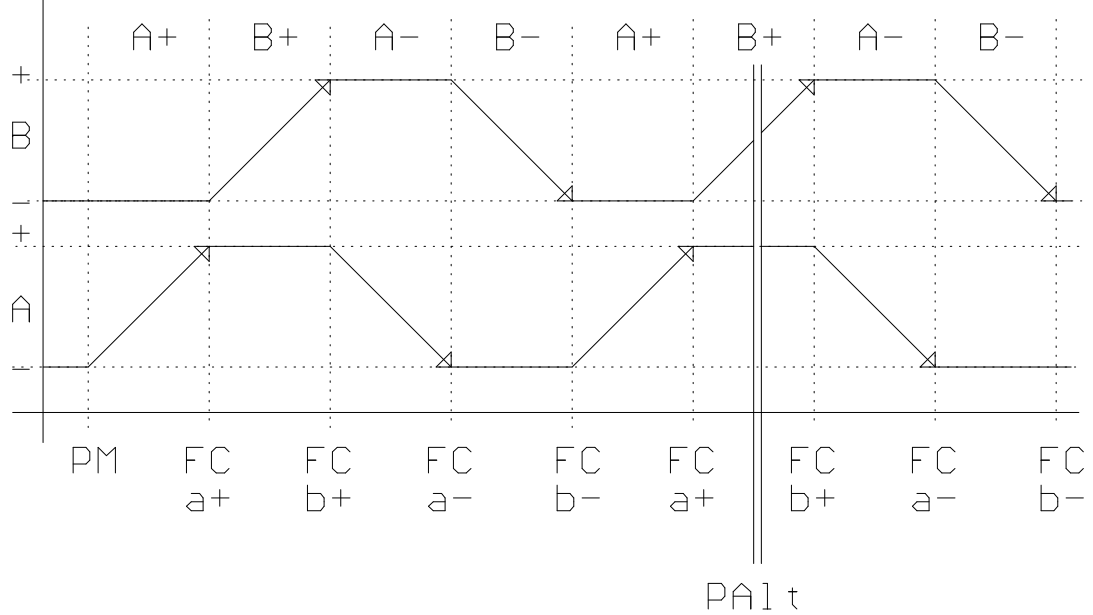 A+ B+ A- B- A+ B+ A- B-
+
B
-
+
A
-
PM FC FC FC FC FC FC FC FC
a+ b+ a- b- a+ b+ a- b-
PAlt